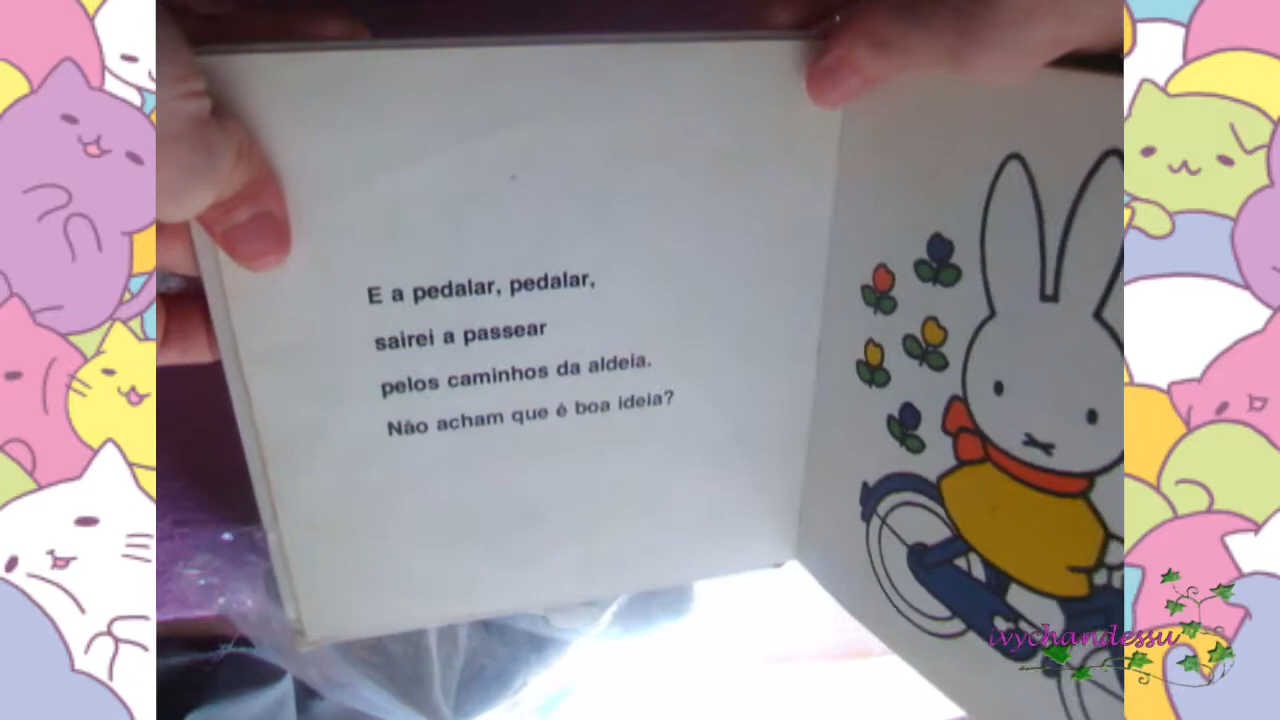 E a pedalar, pedalar,
sairei a passear
pelos caminhos da aldeia.
Não acham que é boa ideia?
ivychandessu